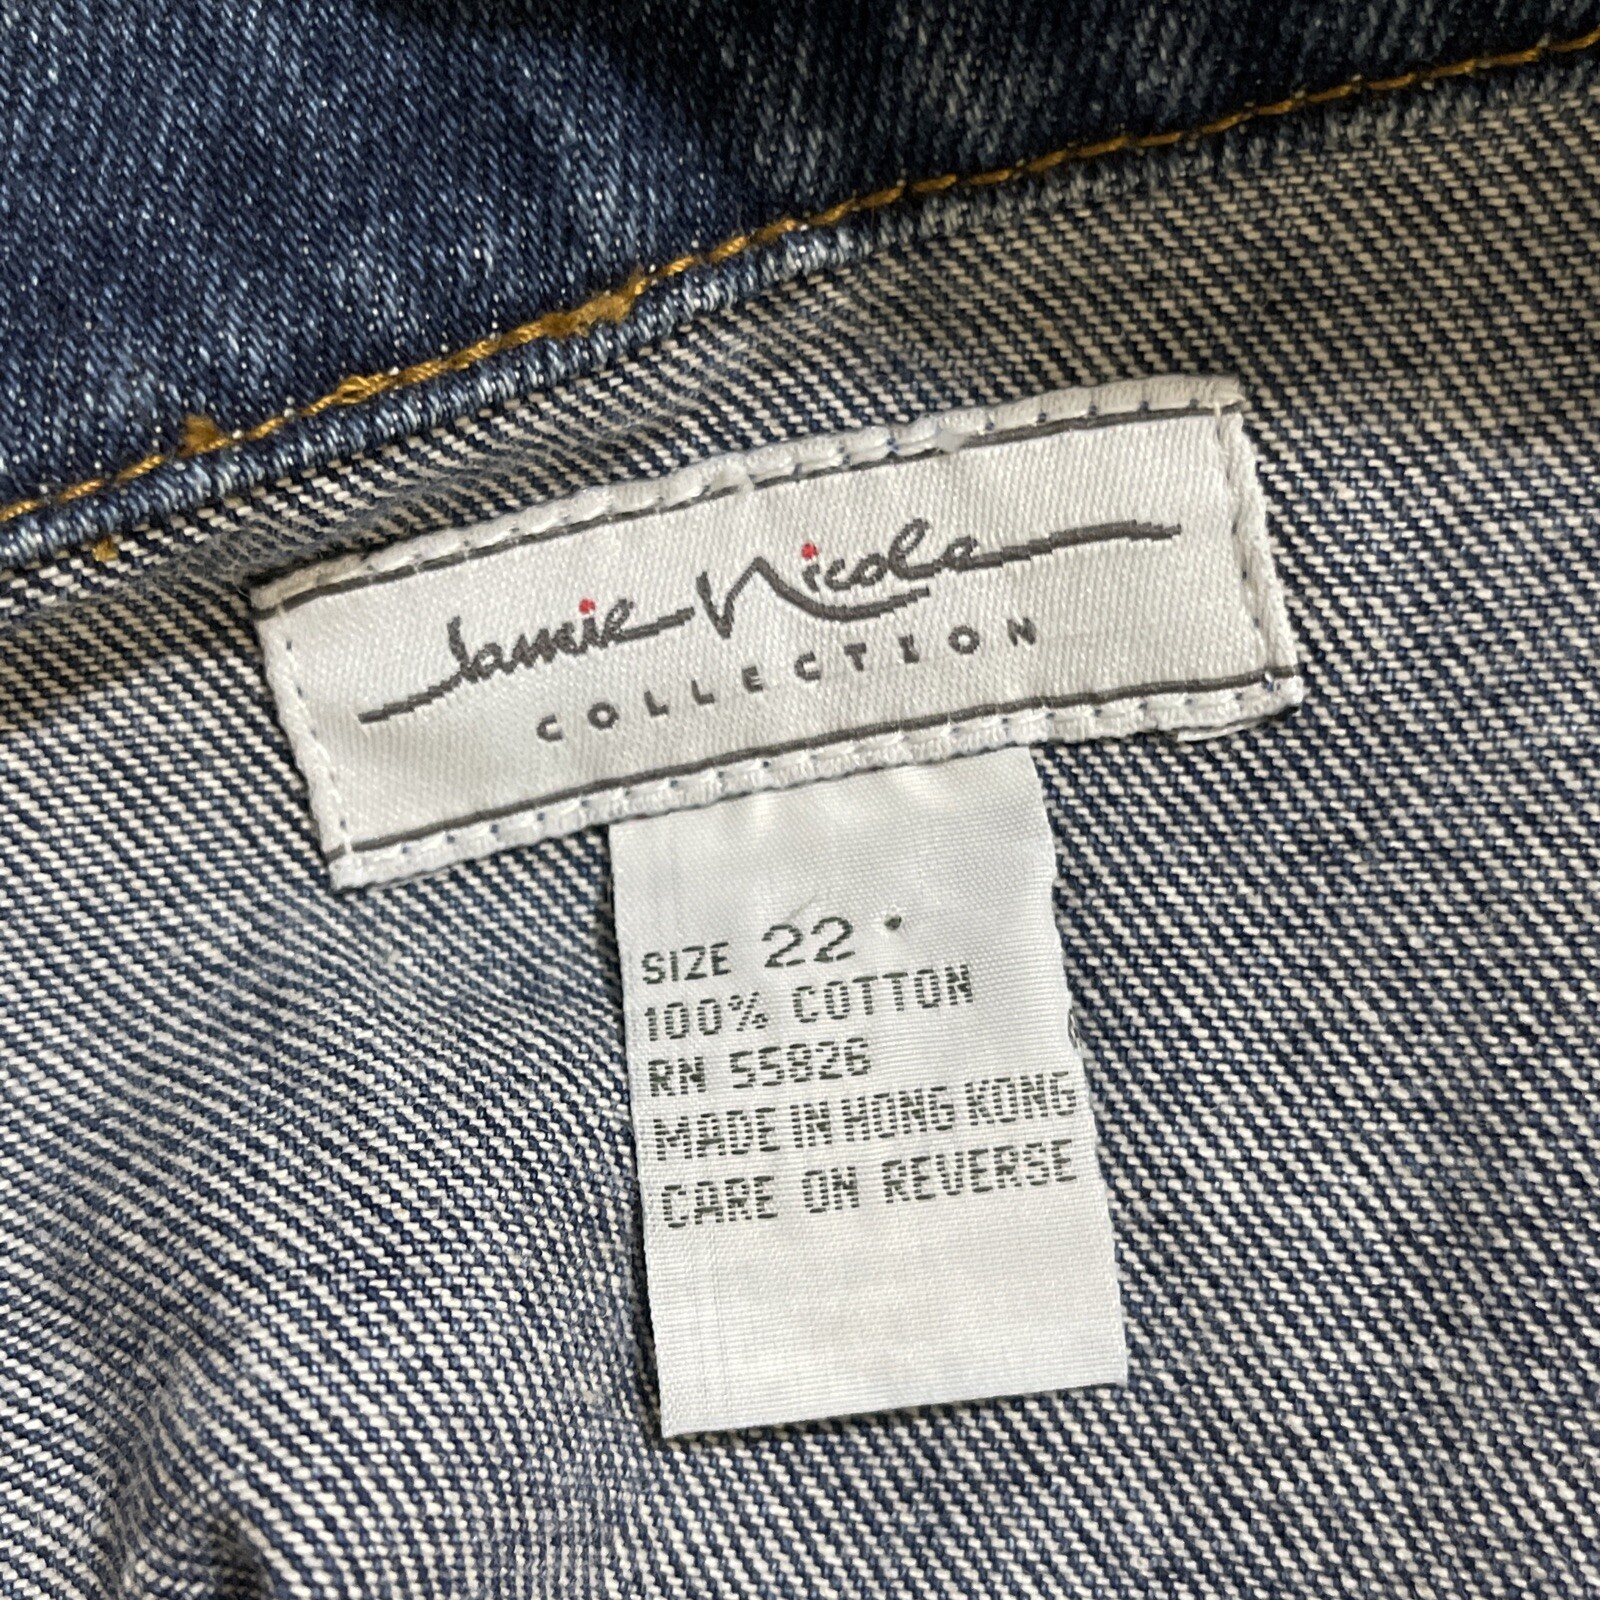 Jamie Nicole
COLLECTION
SIZE 22
100% COTTON
RN 55826
MADE IN HONG KONG
CARE ON REVERSE